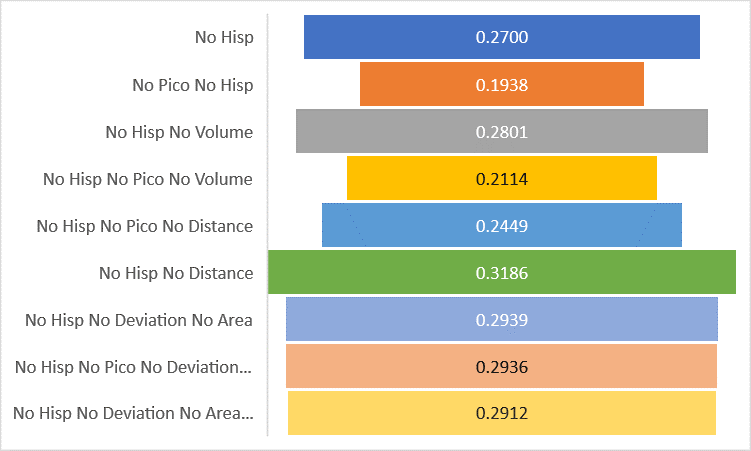 No Hisp 0.2700
No Pico No Hisp 0.1938
No Hisp No Volume 0.2801
No Hisp No Pico No Volume 0.2114
No Hisp No Pico No Distance 0.2449
No Hisp No Distance 0.3186
No Hisp No Deviation No Area 0.2939
No Hisp No Pico No Deviation... 0.2936
No Hisp No Deviation No Area... 0.2912